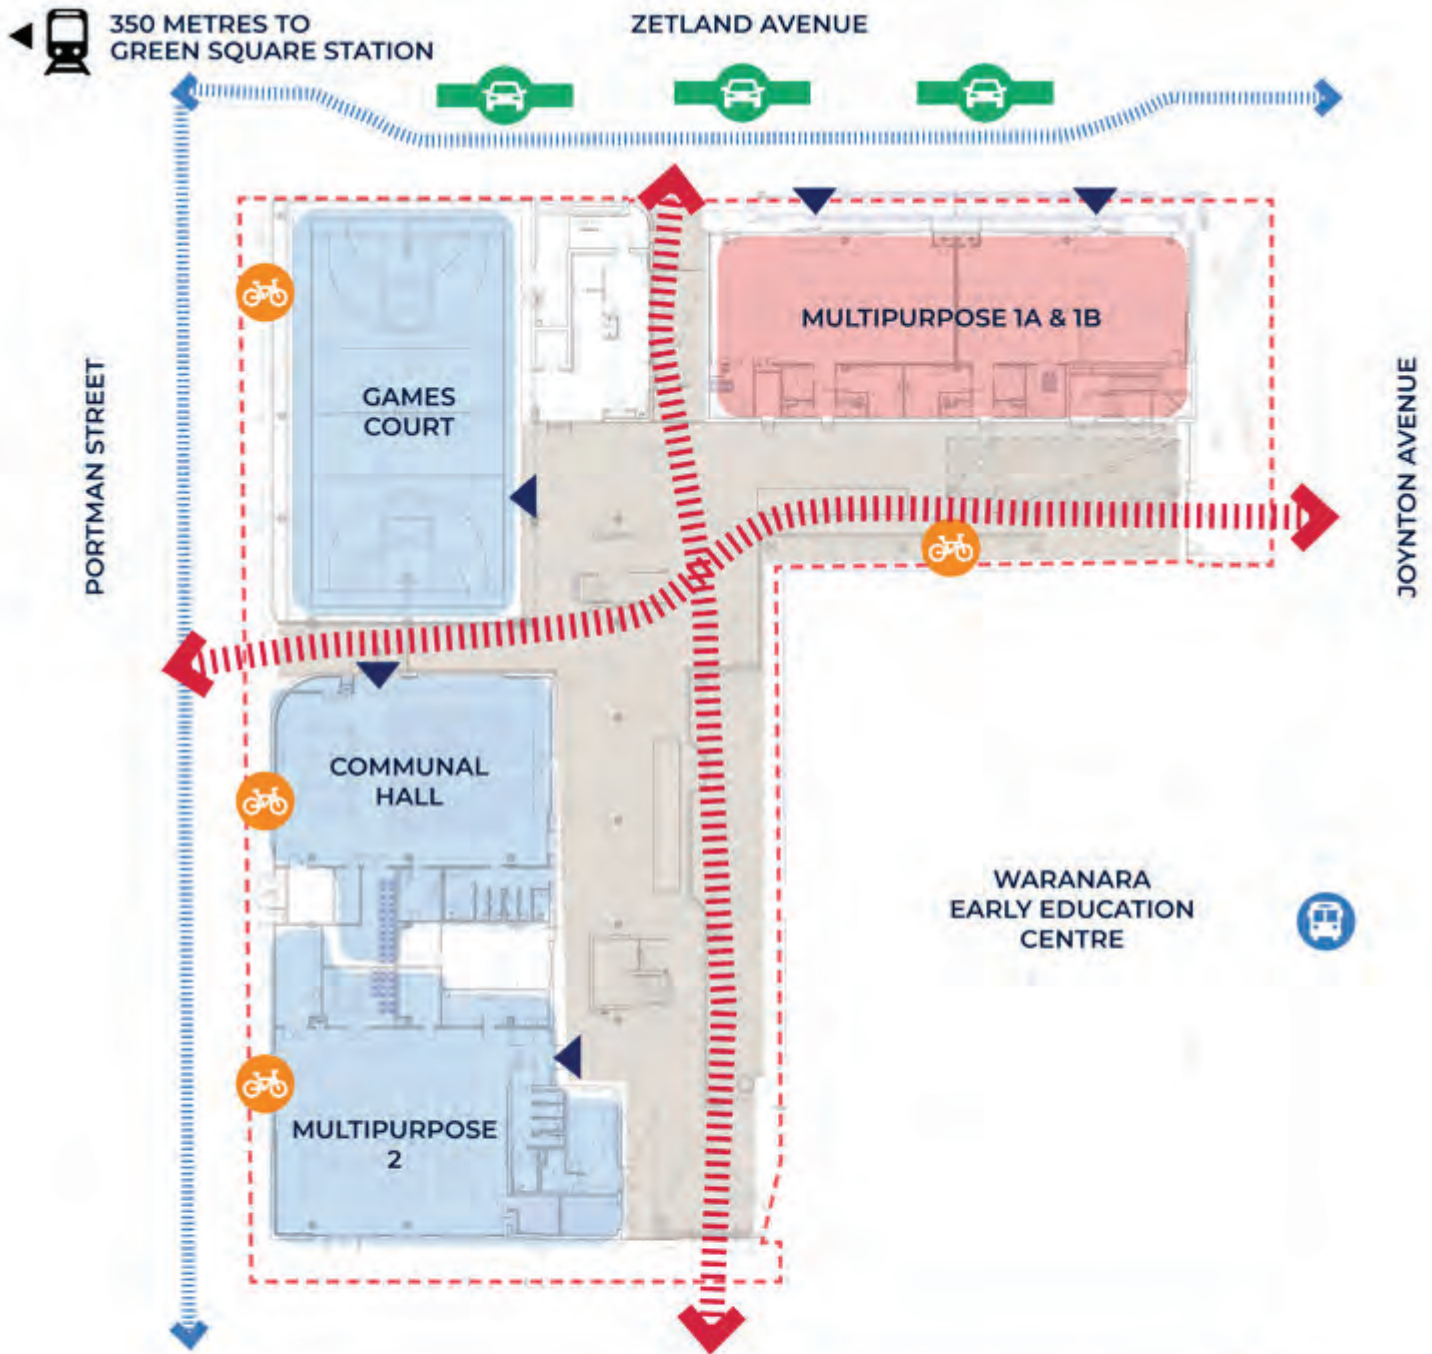 350 METRES TO
GREEN SQUARE STATION
ZETLAND AVENUE
MULTIPURPOSE 1A & 1B
GAMES
COURT
PORTMAN STREET
JOYNTON AVENUE
COMMUNAL
HALL
WARANARA
EARLY EDUCATION
CENTRE
MULTIPURPOSE
2